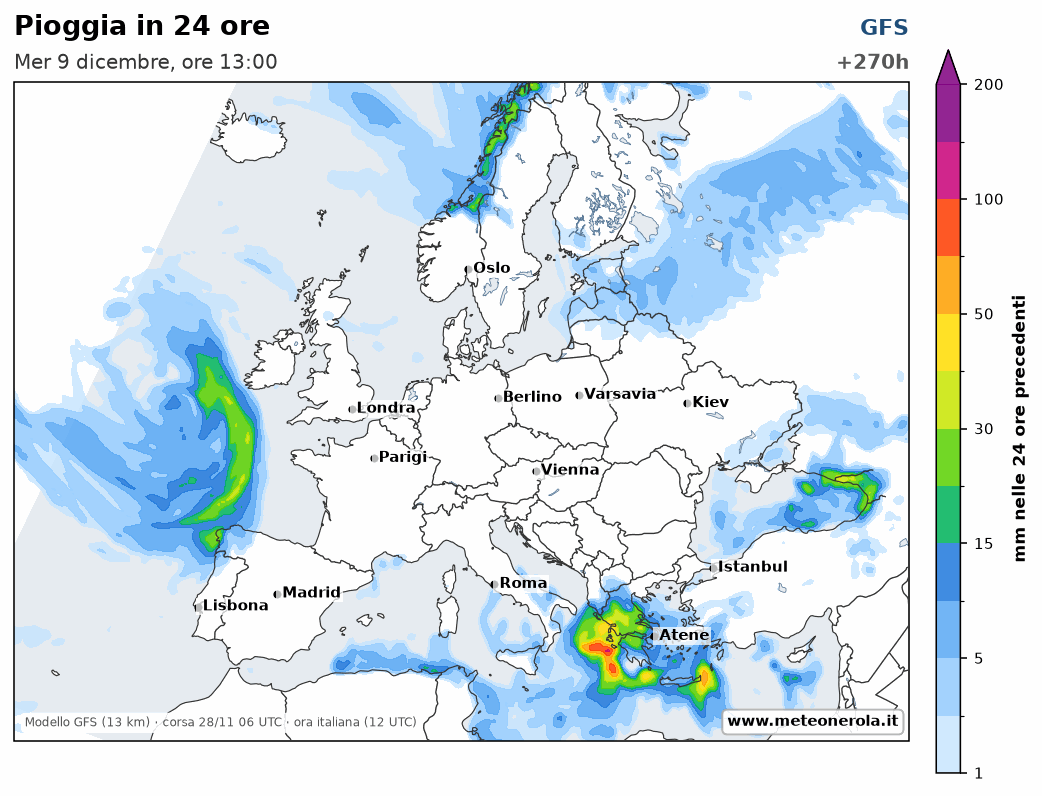 Pioggia in 24 ore
GFS
Mer 9 dicembre, ore 13:00
+270h
200
100
50
30
15
5
1
mm nelle 24 ore precedenti
Oslo
Berlino
Varsavia
Kiev
Londra
Parigi
Vienna
Istanbul
Roma
Madrid
Lisbona
Atene
Modello GFS (13 km) · corsa 28/11 06 UTC · ora italiana (12 UTC)
www.meteonerola.it